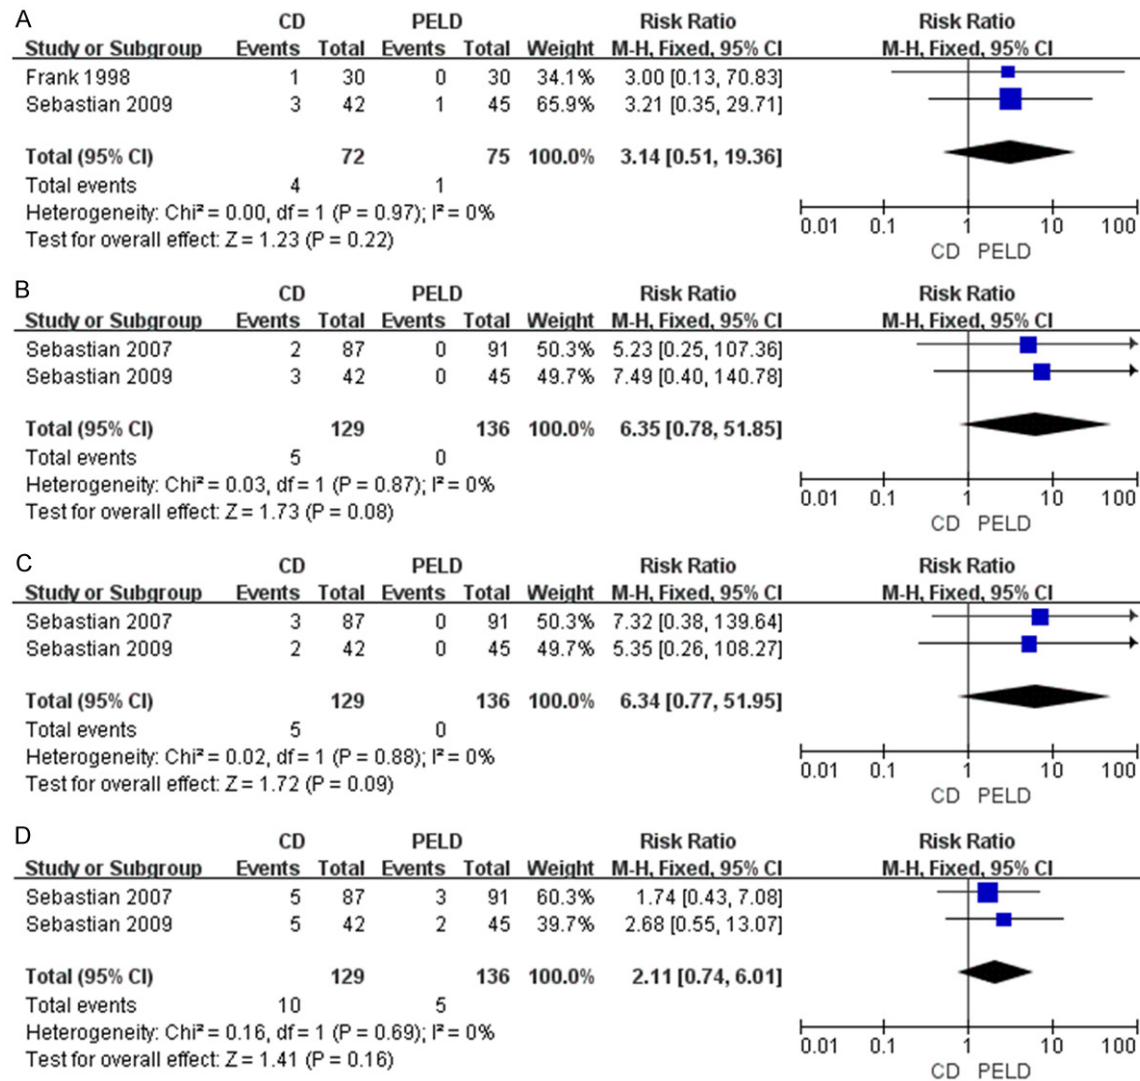 A
CD PELD Risk Ratio Risk Ratio
Study or Subgroup Events Total Events Total Weight M-H, Fixed, 95% CI M-H, Fixed, 95% CI
Frank 1998 1 30 0 30 34.1% 3.00 [0.13, 70.83]
Sebastian 2009 3 42 1 45 65.9% 3.21 [0.35, 29.71]
Total (95% CI) 72 75 100.0% 3.14 [0.51, 19.36]
Total events 4 1
Heterogeneity: Chi² = 0.00, df = 1 (P = 0.97); I² = 0%
Test for overall effect: Z = 1.23 (P = 0.22)
0.01 0.1 1 10 100
CD PELD
B
CD PELD Risk Ratio Risk Ratio
Study or Subgroup Events Total Events Total Weight M-H, Fixed, 95% CI M-H, Fixed, 95% CI
Sebastian 2007 2 87 0 91 50.3% 5.23 [0.25, 107.36]
Sebastian 2009 3 42 0 45 49.7% 7.49 [0.40, 140.78]
Total (95% CI) 129 136 100.0% 6.35 [0.78, 51.85]
Total events 5 0
Heterogeneity: Chi² = 0.03, df = 1 (P = 0.87); I² = 0%
Test for overall effect: Z = 1.73 (P = 0.08)
0.01 0.1 1 10 100
CD PELD
C
CD PELD Risk Ratio Risk Ratio
Study or Subgroup Events Total Events Total Weight M-H, Fixed, 95% CI M-H, Fixed, 95% CI
Sebastian 2007 3 87 0 91 50.3% 7.32 [0.38, 139.64]
Sebastian 2009 2 42 0 45 49.7% 5.35 [0.26, 108.27]
Total (95% CI) 129 136 100.0% 6.34 [0.77, 51.95]
Total events 5 0
Heterogeneity: Chi² = 0.02, df = 1 (P = 0.88); I² = 0%
Test for overall effect: Z = 1.72 (P = 0.09)
0.01 0.1 1 10 100
CD PELD
D
CD PELD Risk Ratio Risk Ratio
Study or Subgroup Events Total Events Total Weight M-H, Fixed, 95% CI M-H, Fixed, 95% CI
Sebastian 2007 5 87 3 91 60.3% 1.74 [0.43, 7.08]
Sebastian 2009 5 42 2 45 39.7% 2.68 [0.55, 13.07]
Total (95% CI) 129 136 100.0% 2.11 [0.74, 6.01]
Total events 10 5
Heterogeneity: Chi² = 0.16, df = 1 (P = 0.69); I² = 0%
Test for overall effect: Z = 1.41 (P = 0.16)
0.01 0.1 1 10 100
CD PELD